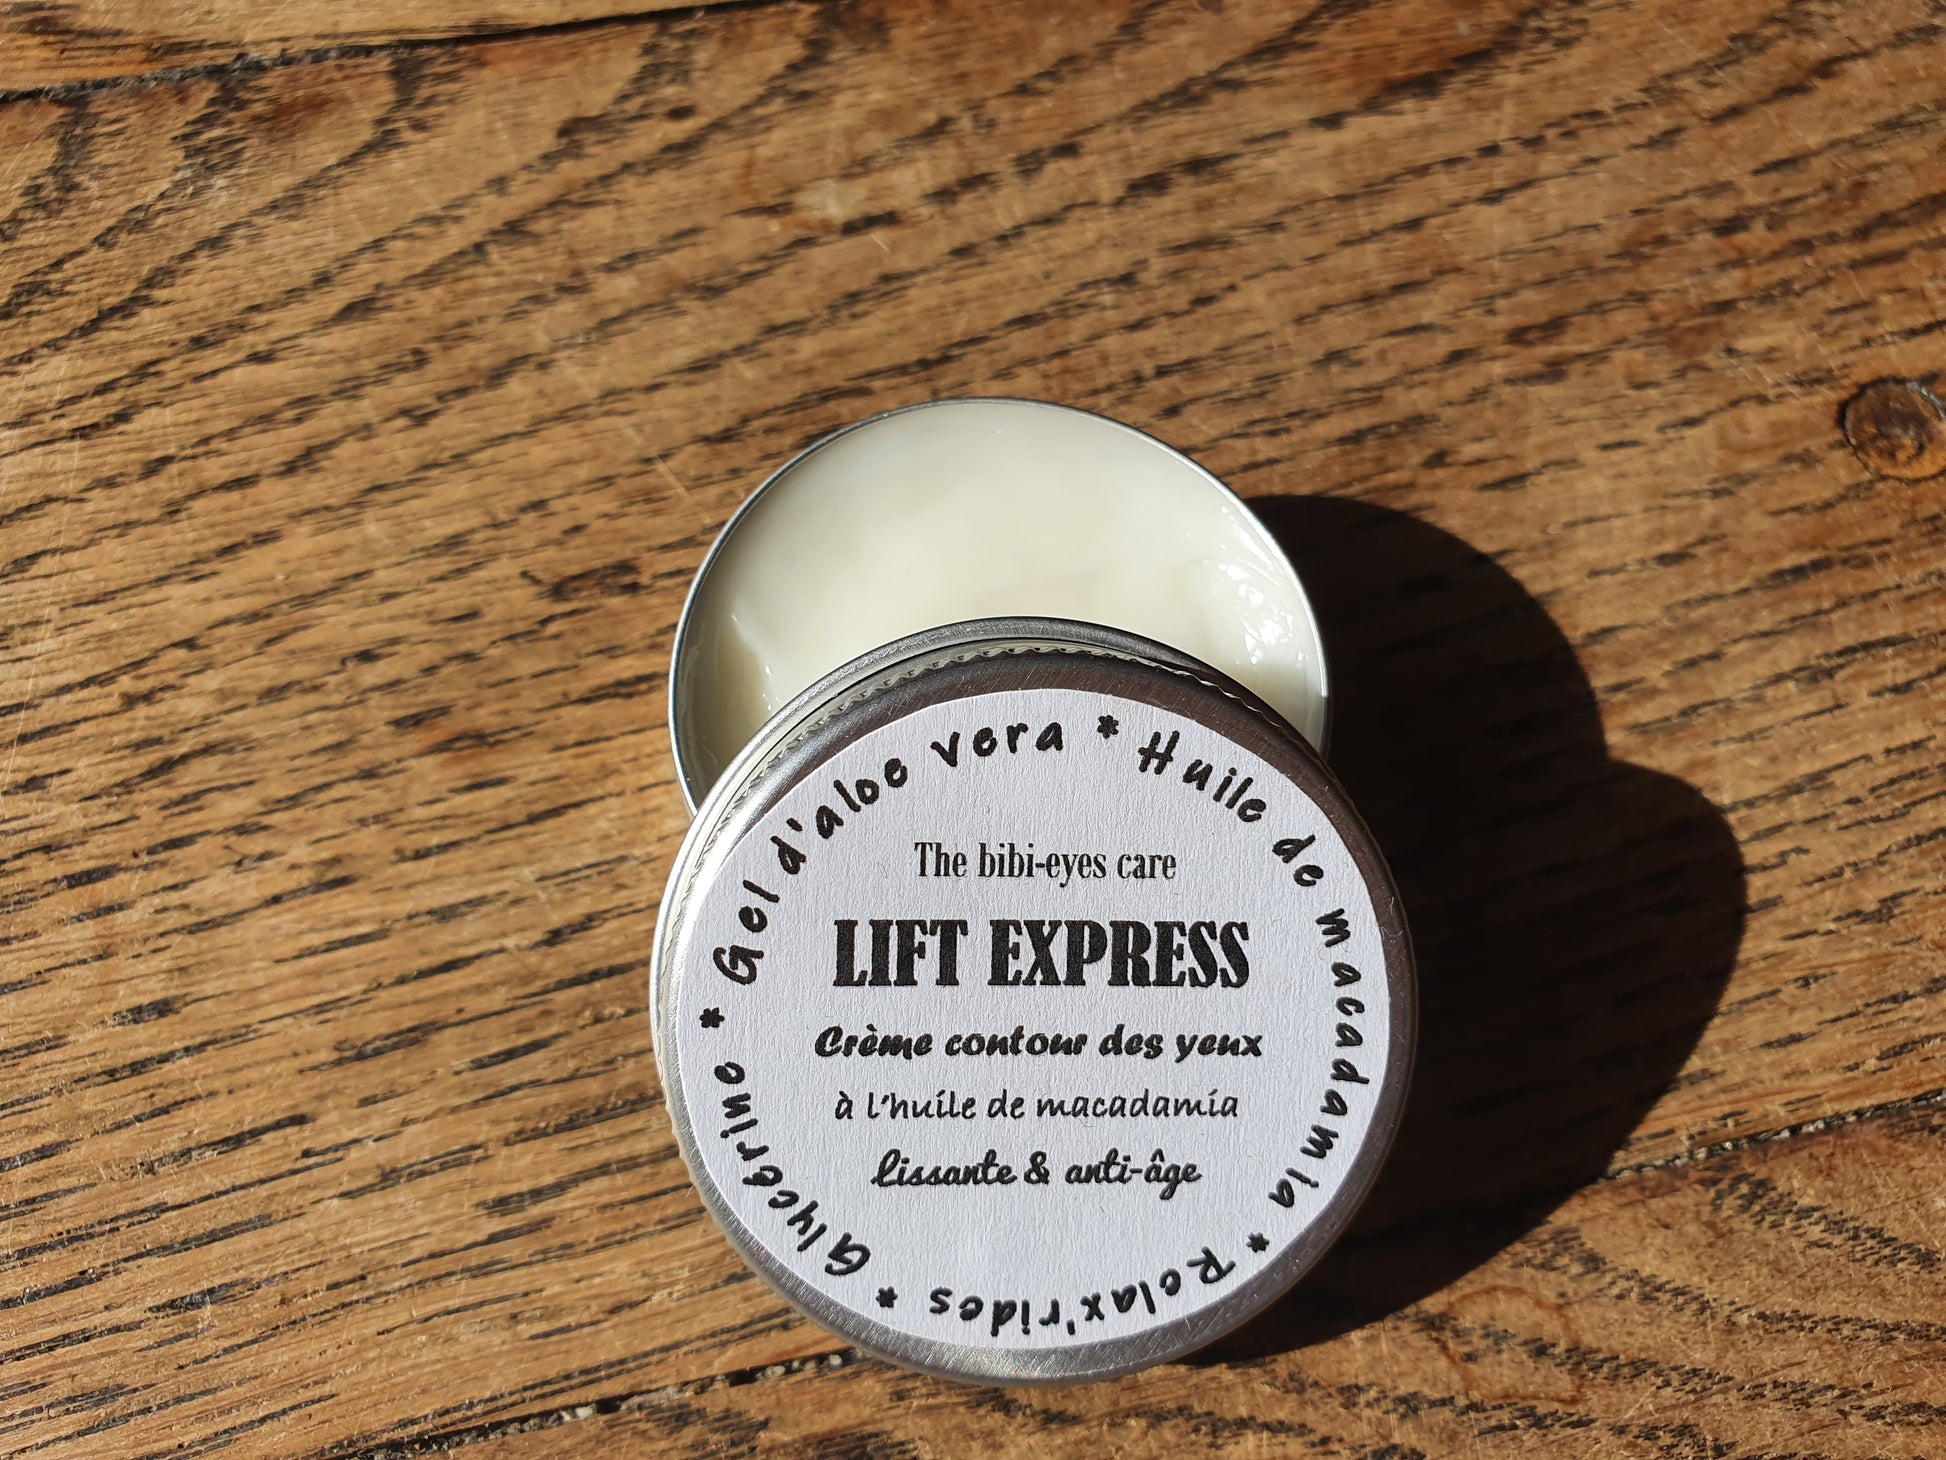 The bibi-eyes care
LIFT EXPRESS
Crème contour des yeux
à l'huile de macadamia
lissante & anti-âge
* Gel d'aloe vera * Huile de macadamia * Relax'rides * Glycérine